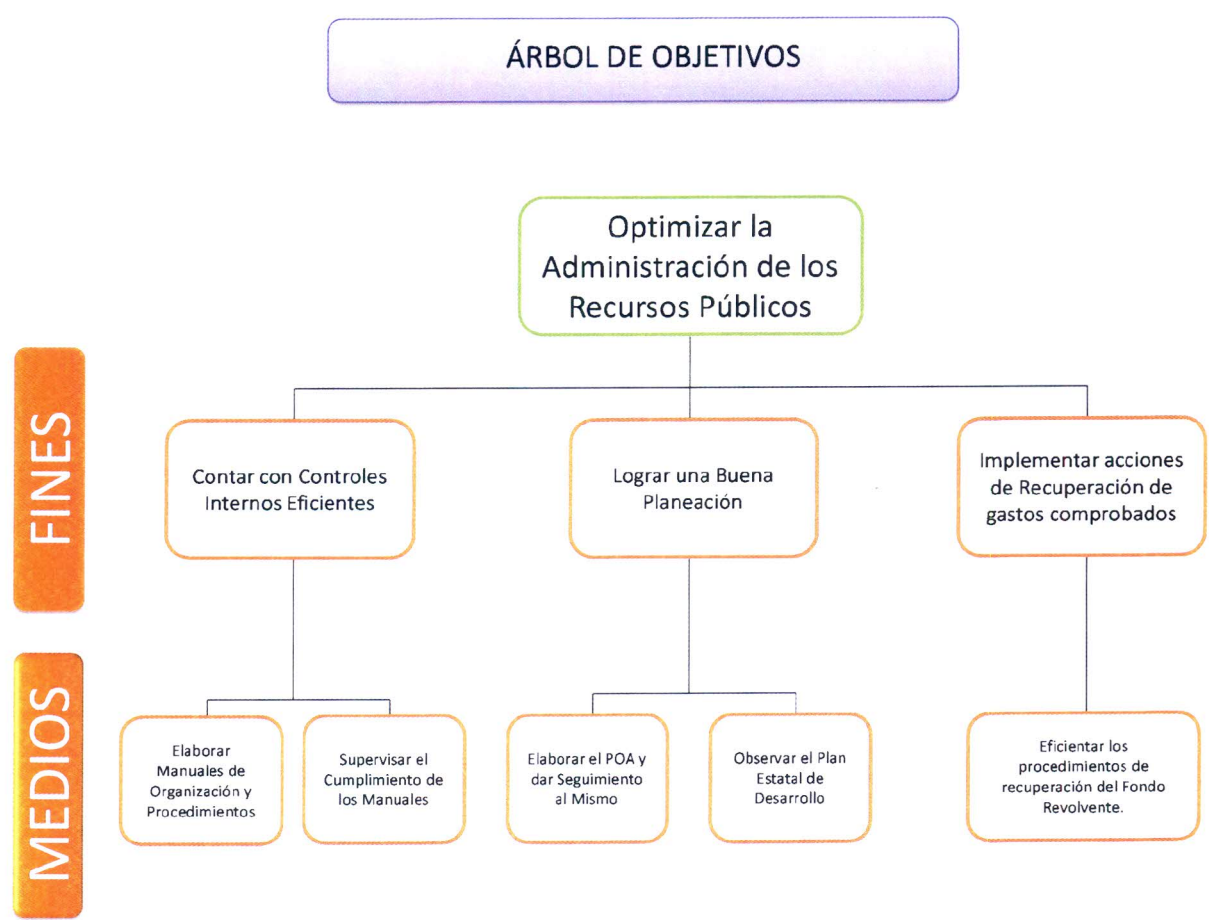 ÁRBOL DE OBJETIVOS
Optimizar la
Administración de los
Recursos Públicos
FINES
Contar con Controles
Internos Eficientes
Lograr una Buena
Planeación
Implementar acciones
de Recuperación de
gastos comprobados
MEDIOS
Elaborar
Manuales de
Organización y
Procedimientos
Supervisar el
Cumplimiento de
los Manuales
Elaborar el POA y
dar Seguimiento
al Mismo
Observar el Plan
Estatal de
Desarrollo
Eficientar los
procedimientos de
recuperación del Fondo
Revolvente.